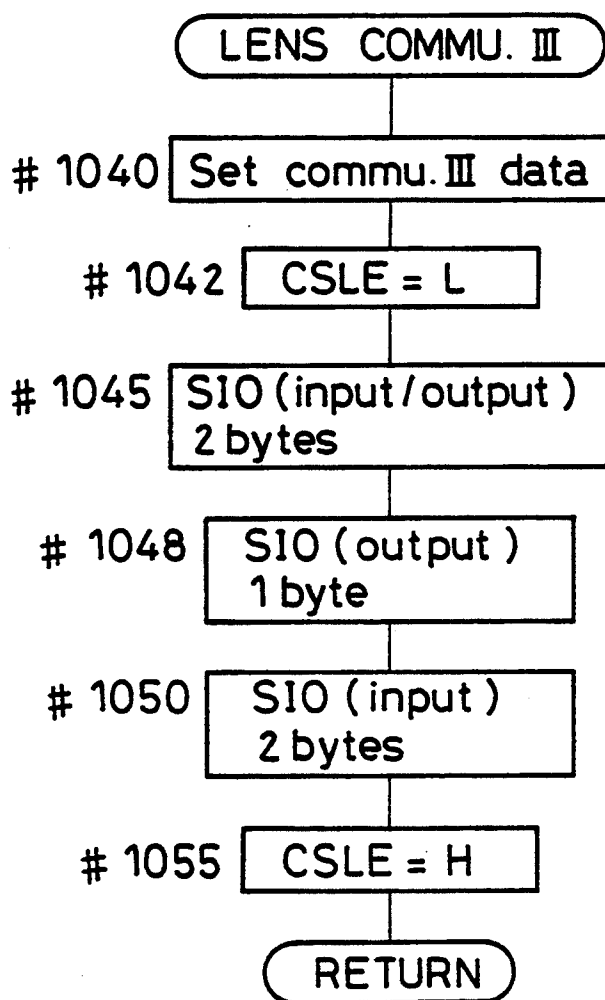 LENS COMMU. III
# 1040 Set commu. III data
# 1042 CSLE = L
# 1045 SIO (input/output)
2 bytes
# 1048 SIO (output)
1 byte
# 1050 SIO (input)
2 bytes
# 1055 CSLE = H
RETURN